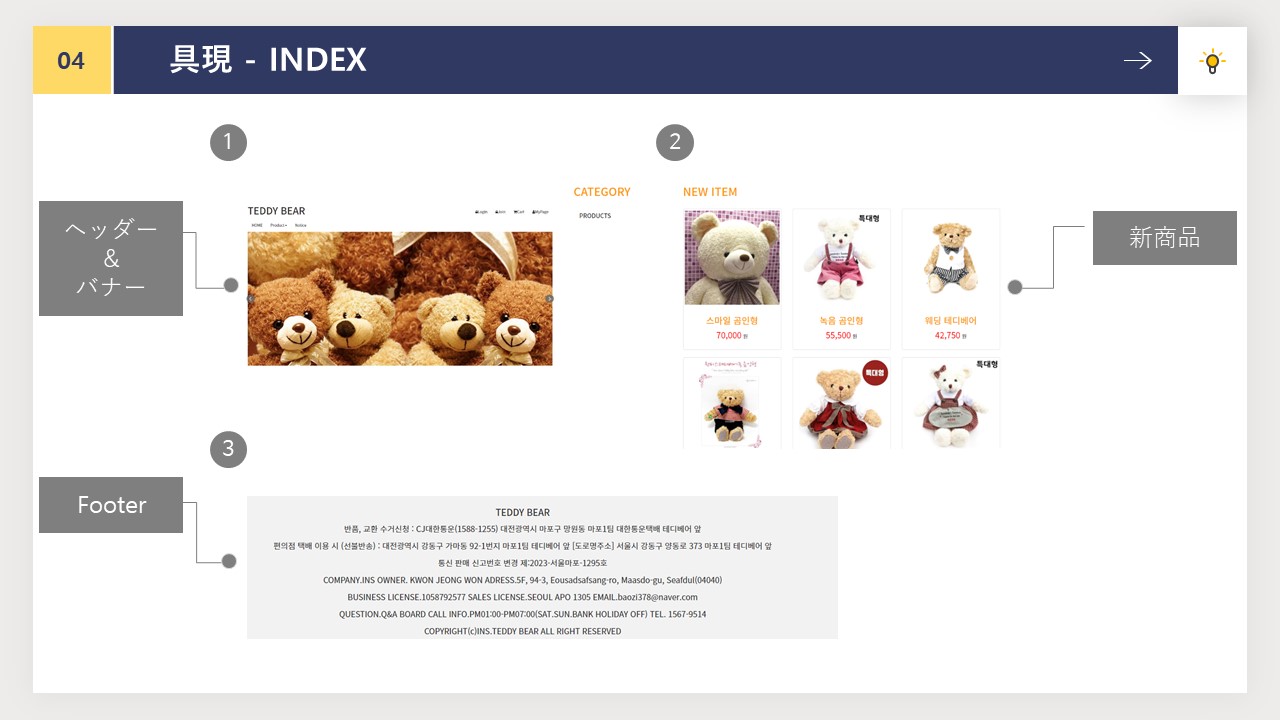 04
具現 - INDEX
1
ヘッダー
&
バナー
TEDDY BEAR
Login Join Cart MyPage
HOME Product Notice
CATEGORY
PRODUCTS
2
NEW ITEM
특대형
스마일 곰인형
70,000 원
녹음 곰인형
55,500 원
웨딩 테디베어
42,750 원
특대형
특대형
新商品
3
Footer
TEDDY BEAR
반품, 교환 수거신청 : CJ대한통운(1588-1255) 대전광역시 마포구 망원동 마포1팀 대한통운택배 테디베어 앞
편의점 택배 이용 시 (선불반송) : 대전광역시 강동구 가마동 92-1번지 마포1팀 테디베어 앞 [도로명주소] 서울시 강동구 양동로 373 마포1팀 테디베어 앞
통신 판매 신고번호 변경 제:2023-서울마포-1295호
COMPANY.INS OWNER. KWON JEONG WON ADRESS.5F, 94-3, Eousadsafsang-ro, Maasdo-gu, Seafdul(04040)
BUSINESS LICENSE.1058792577 SALES LICENSE.SEOUL APO 1305 EMAIL.baozi378@naver.com
QUESTION.Q&A BOARD CALL INFO.PM01:00-PM07:00(SAT.SUN.BANK HOLIDAY OFF) TEL. 1567-9514
COPYRIGHT(c)INS.TEDDY BEAR ALL RIGHT RESERVED